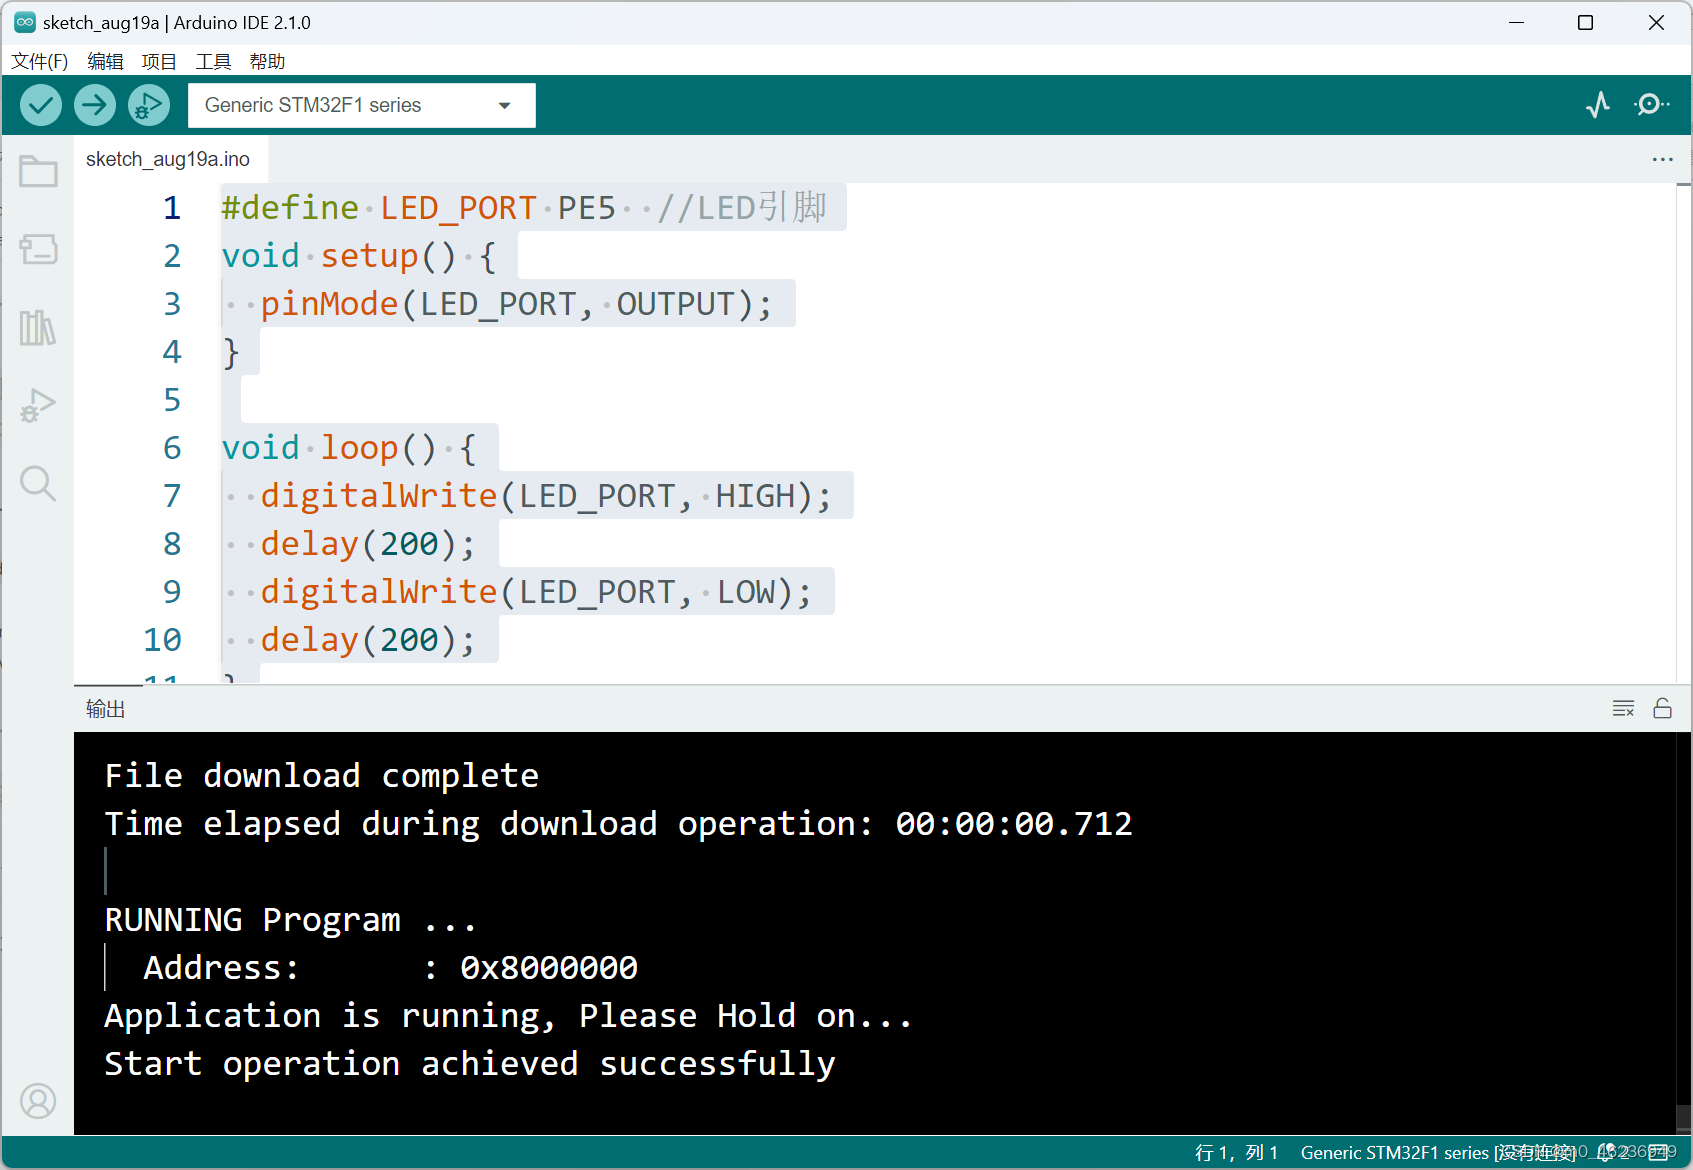 sketch_aug19a | Arduino IDE 2.1.0
文件(F) 编辑 项目 工具 帮助
Generic STM32F1 series
sketch_aug19a.ino
1 #define LED_PORT PE5  //LED引脚
2 void setup() {
3   pinMode(LED_PORT, OUTPUT);
4 }
5
6 void loop() {
7   digitalWrite(LED_PORT, HIGH);
8   delay(200);
9   digitalWrite(LED_PORT, LOW);
10   delay(200);
11 }
输出
File download complete
Time elapsed during download operation: 00:00:00.712
RUNNING Program ...
  Address:      : 0x8000000
Application is running, Please Hold on...
Start operation achieved successfully
行 1，列 1 Generic STM32F1 series [没有连接] 2